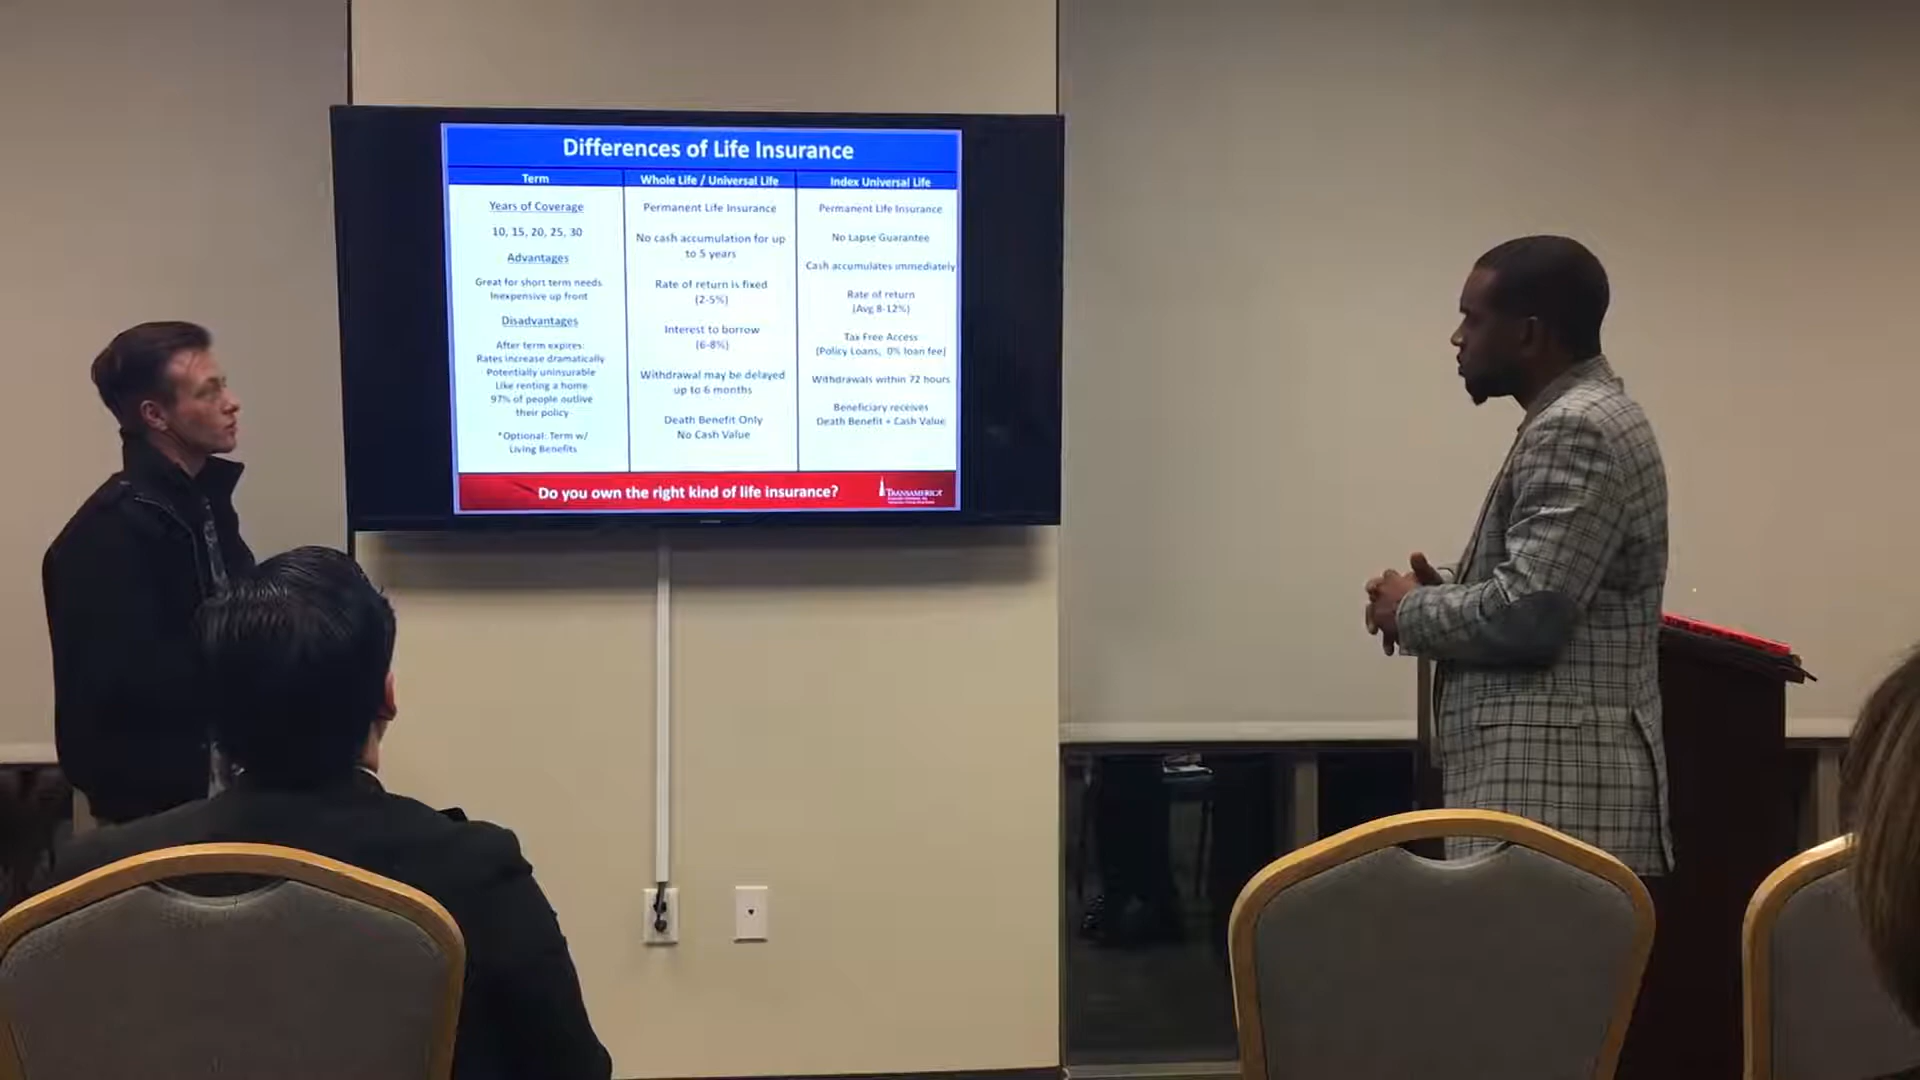 Differences of Life Insurance
Term
Years of Coverage
10, 15, 20, 25, 30
Advantages
Great for short term needs
Inexpensive up front
Disadvantages
After term expires:
Rates increase dramatically
Potentially uninsurable
Like renting a home
97% of people outlive
their policy
*Optional: Term w/
Living Benefits
Whole Life / Universal Life
Permanent Life Insurance
No cash accumulation for up
to 5 years
Rate of return is fixed
(2-5%)
Interest to borrow
(6-8%)
Withdrawal may be delayed
up to 6 months
Death Benefit Only
No Cash Value
Index Universal Life
Permanent Life Insurance
No Lapse Guarantee
Cash accumulates immediately
Rate of return
(Avg 8-12%)
Tax Free Access
(Policy Loans, 0% loan fee)
Withdrawals within 72 hours
Beneficiary receives
Death Benefit + Cash Value
Do you own the right kind of life insurance?
TRANSAMERICA